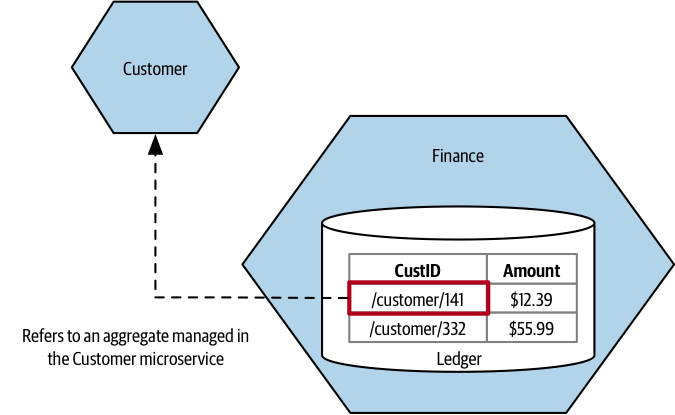 Customer
Finance
CustID Amount
/customer/141 $12.39
/customer/332 $55.99
Ledger
Refers to an aggregate managed in
the Customer microservice